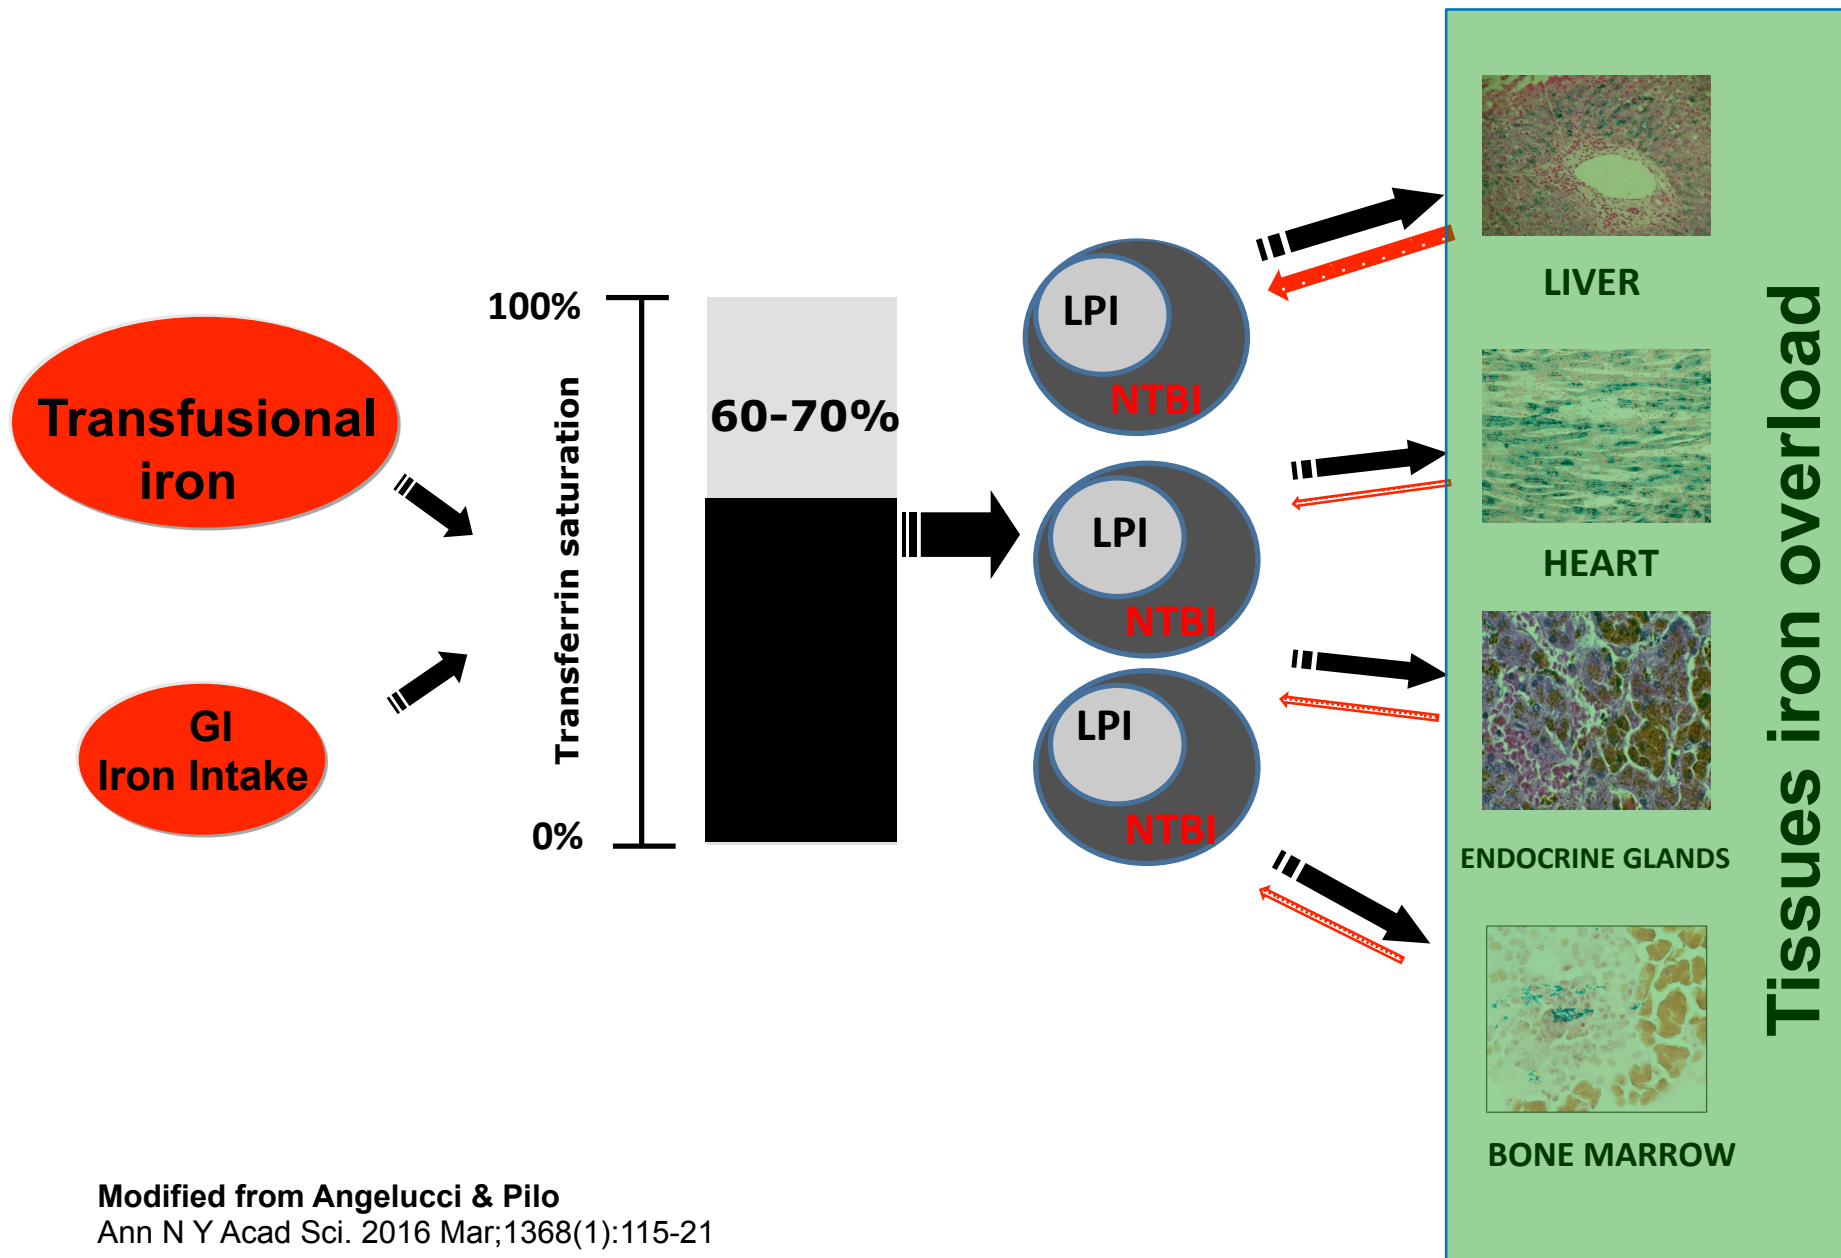 Transfusional
iron
GI
Iron Intake
100%
Transferrin saturation
0%
60-70%
LPI
NTBI
LPI
NTBI
LPI
NTBI
LIVER
HEART
ENDOCRINE GLANDS
BONE MARROW
Tissues iron overload
Modified from Angelucci & Pilo
Ann N Y Acad Sci. 2016 Mar;1368(1):115-21